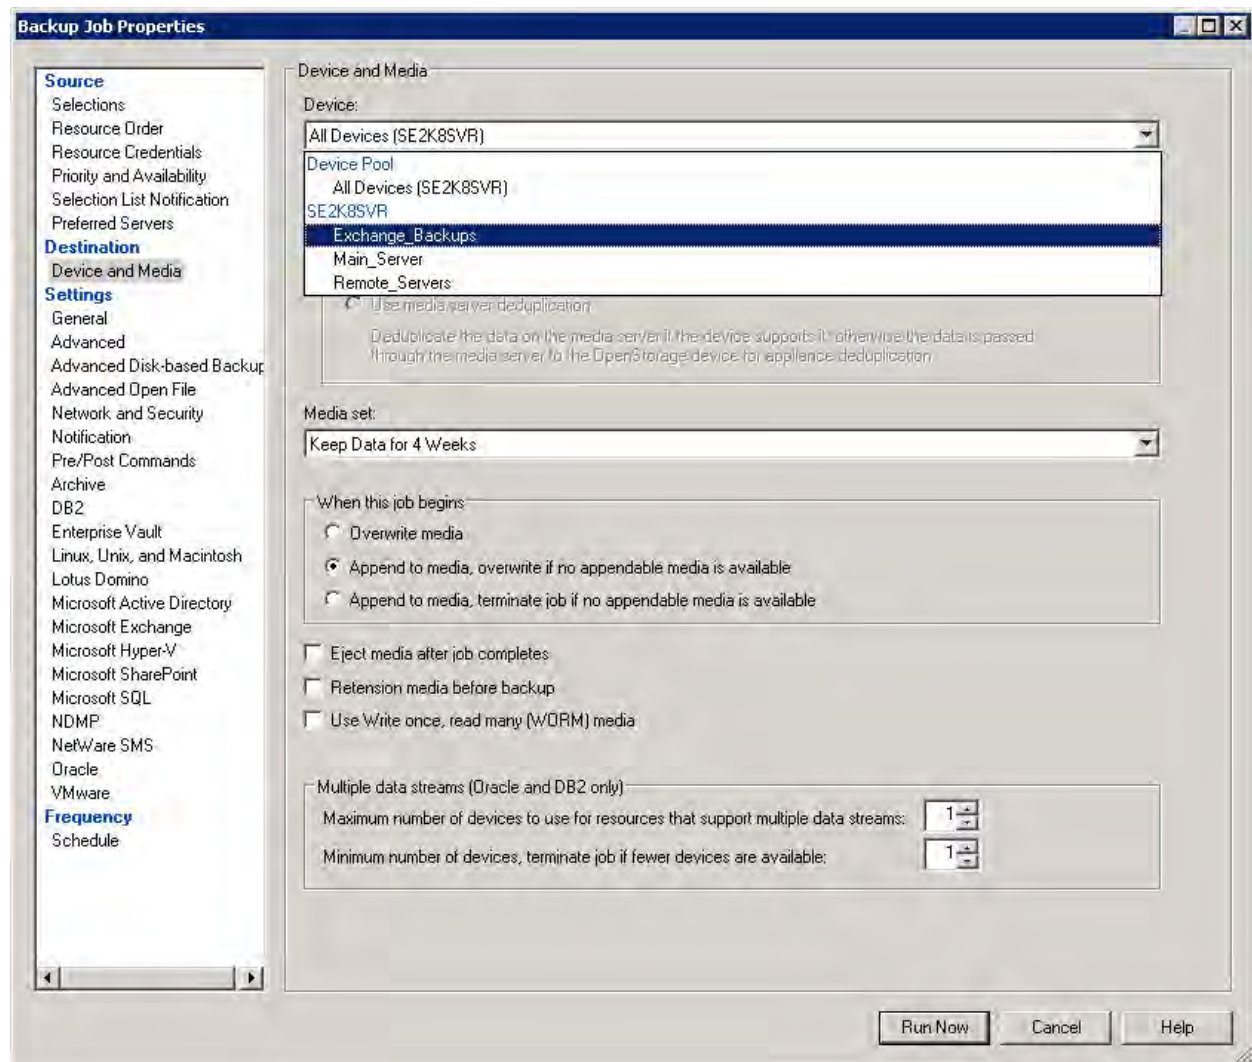 Backup Job Properties
Source
Selections
Resource Order
Resource Credentials
Priority and Availability
Selection List Notification
Preferred Servers
Destination
Device and Media
Settings
General
Advanced
Advanced Disk-based Backup
Advanced Open File
Network and Security
Notification
Pre/Post Commands
Archive
DB2
Enterprise Vault
Linux, Unix, and Macintosh
Lotus Domino
Microsoft Active Directory
Microsoft Exchange
Microsoft Hyper-V
Microsoft SharePoint
Microsoft SQL
NDMP
NetWare SMS
Oracle
VMware
Frequency
Schedule
Device and Media
Device:
All Devices (SE2K8SVR)
Device Pool
All Devices (SE2K8SVR)
SE2K8SVR
Exchange_Backups
Main_Server
Remote_Servers
Use media server deduplication
Deduplicate the data on the media server if the device supports it; otherwise the data is passed
through the media server to the OpenStorage device for appliance deduplication
Media set:
Keep Data for 4 Weeks
When this job begins
Overwrite media
Append to media, overwrite if no appendable media is available
Append to media, terminate job if no appendable media is available
Eject media after job completes
Retension media before backup
Use Write once, read many (WORM) media
Multiple data streams (Oracle and DB2 only)
Maximum number of devices to use for resources that support multiple data streams: 1
Minimum number of devices, terminate job if fewer devices are available: 1
Run Now Cancel Help